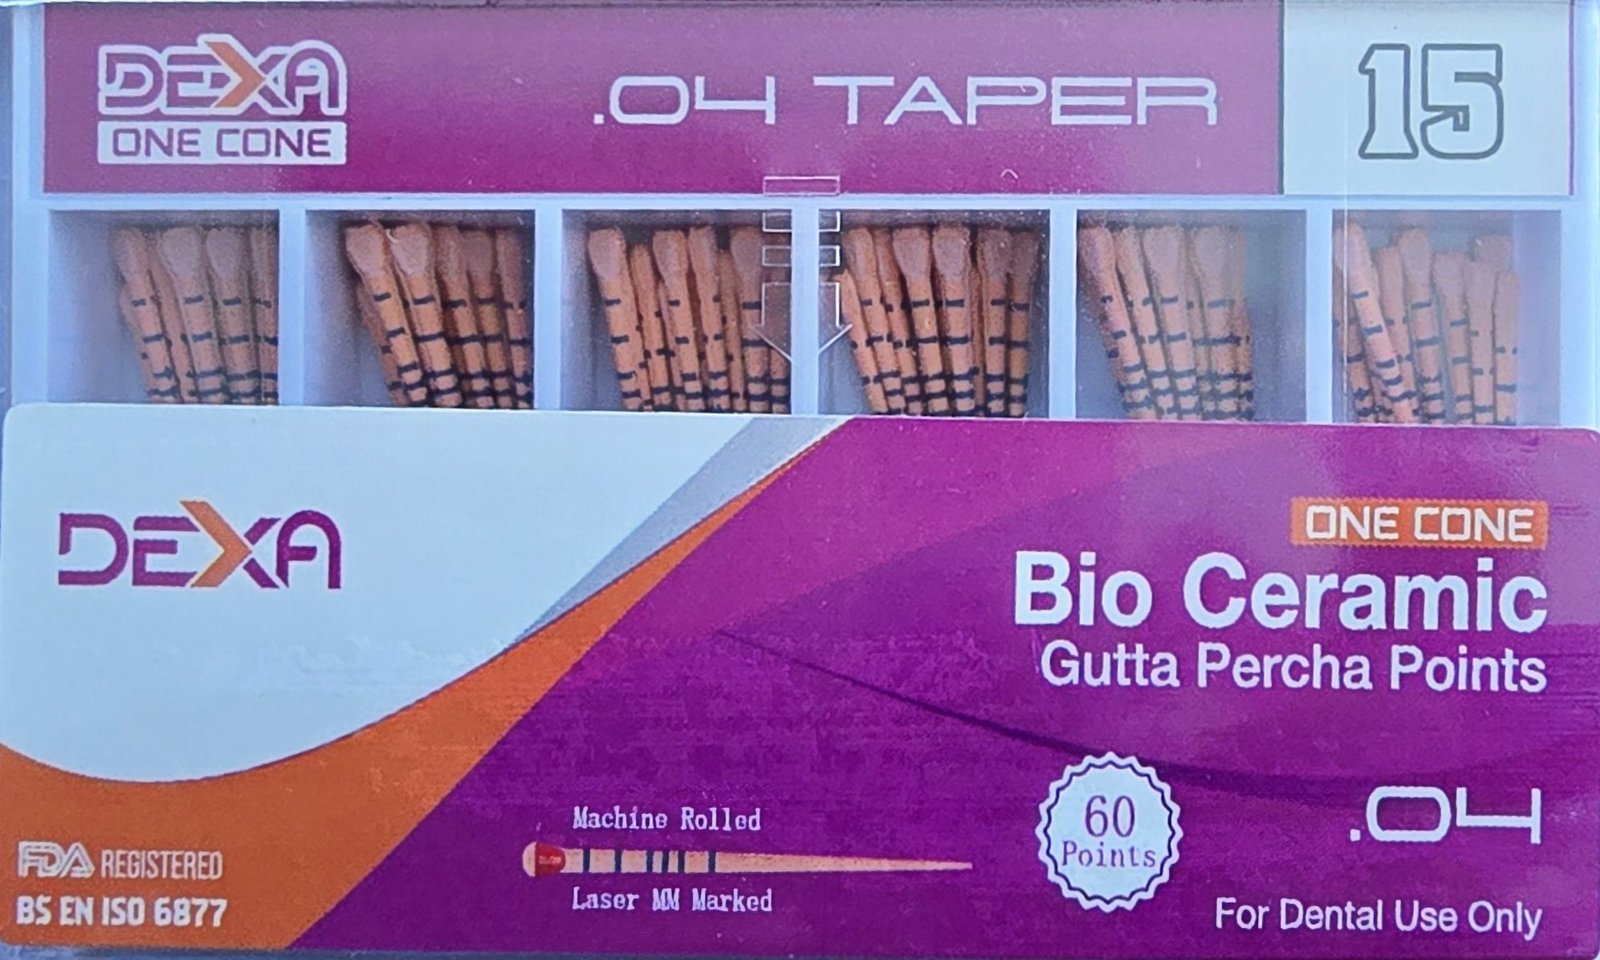 DEXA
ONE CONE
.04 TAPER
15
DEXA
ONE CONE
Bio Ceramic
Gutta Percha Points
Machine Rolled
Laser MM Marked
60
Points
.04
FDA REGISTERED
BS EN ISO 6877
For Dental Use Only